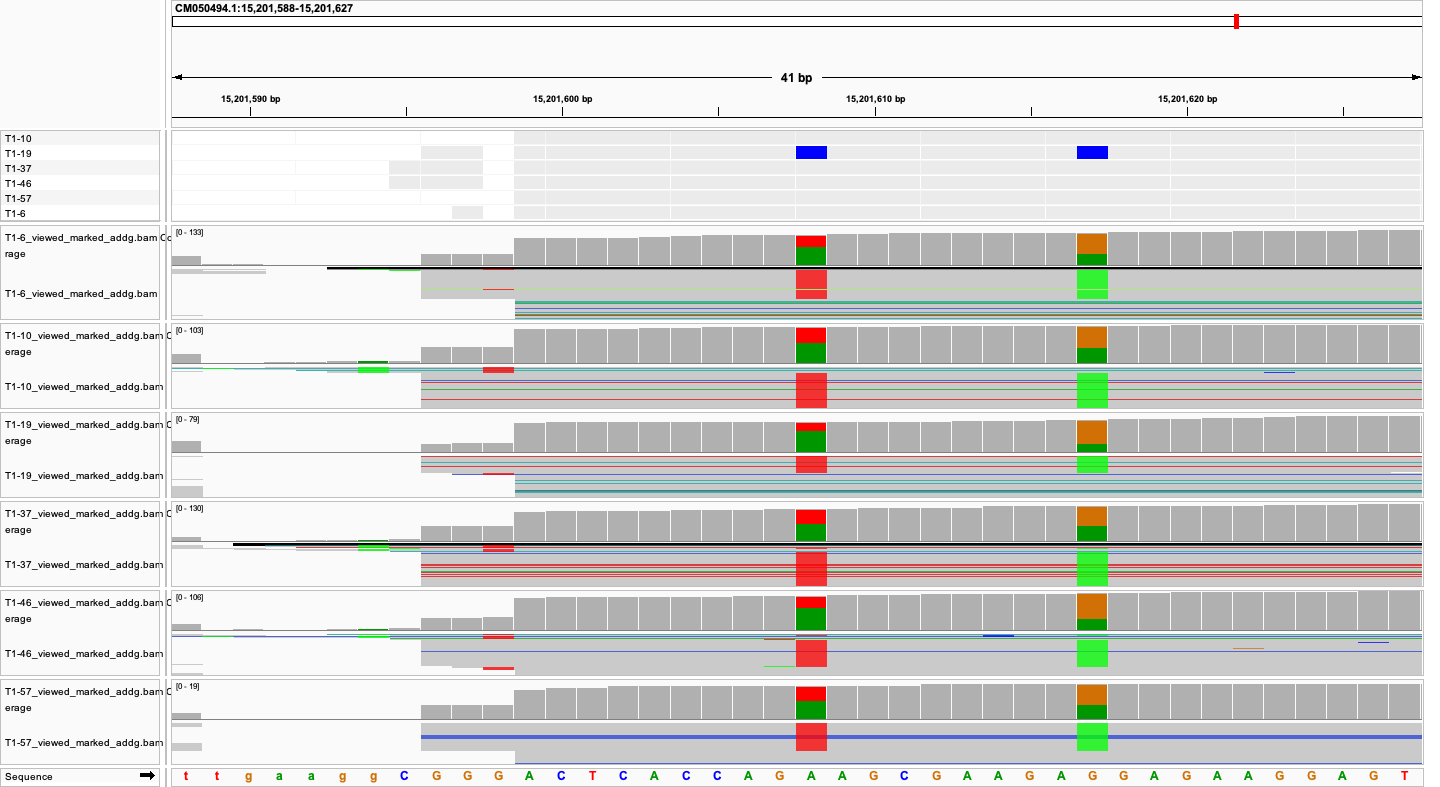 CM050494.1:15,201,588-15,201,627
41 bp
15,201,590 bp 15,201,600 bp 15,201,610 bp 15,201,620 bp
T1-10
T1-19
T1-37
T1-46
T1-57
T1-6
T1-6_viewed_marked_addg.bam Co
rage
[0 - 133]
T1-6_viewed_marked_addg.bam
T1-10_viewed_marked_addg.bam C
erage
[0 - 103]
T1-10_viewed_marked_addg.bam
T1-19_viewed_marked_addg.bam C
erage
[0 - 79]
T1-19_viewed_marked_addg.bam
T1-37_viewed_marked_addg.bam C
erage
[0 - 130]
T1-37_viewed_marked_addg.bam
T1-46_viewed_marked_addg.bam C
erage
[0 - 106]
T1-46_viewed_marked_addg.bam
T1-57_viewed_marked_addg.bam C
erage
[0 - 19]
T1-57_viewed_marked_addg.bam
Sequence t t g a a g g C G G G A C T C A C C A G A A G C G A A G A G G A G A A G G A G T